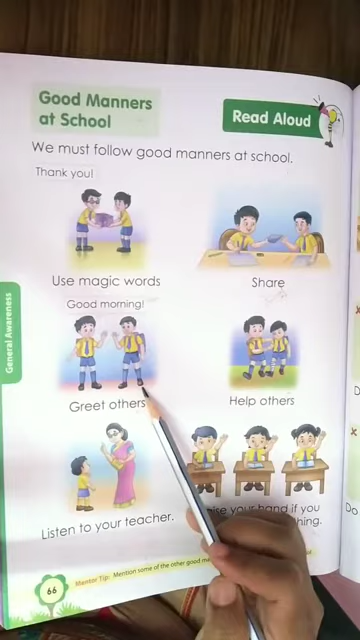 Good Manners
at School
Read Aloud
We must follow good manners at school.
Thank you!
Use magic words
Share
Good morning!
Greet others
Help others
Listen to your teacher.
your hand if you
General Awareness
Mentor Tip: Mention some of the other good
66
Do